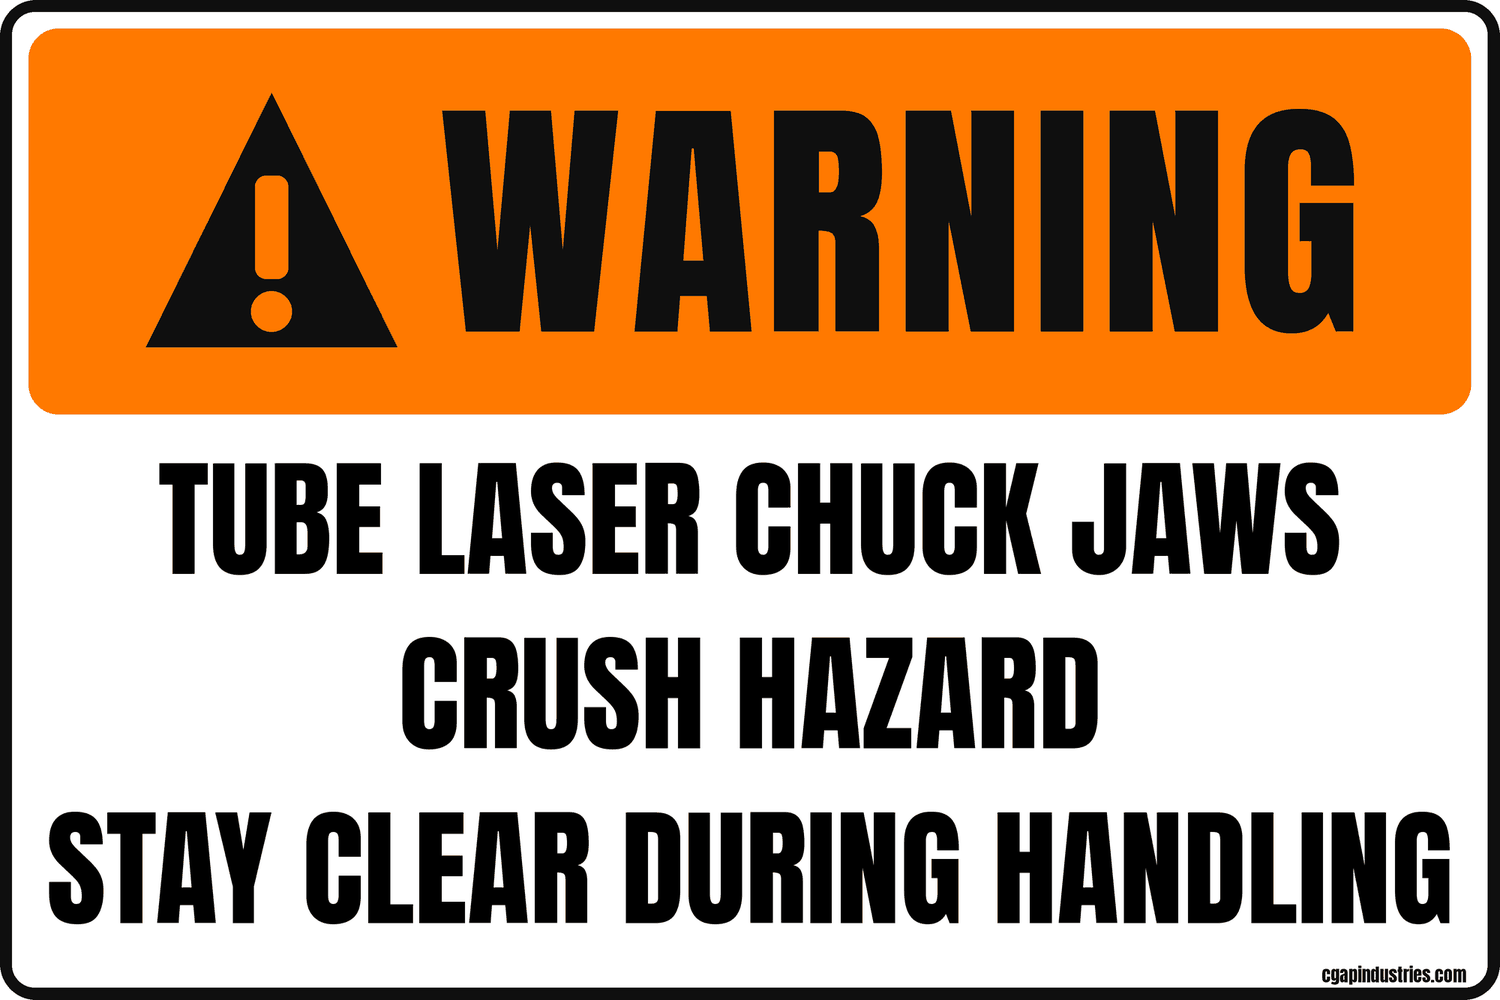 WARNING
TUBE LASER CHUCK JAWS
CRUSH HAZARD
STAY CLEAR DURING HANDLING
cgapindustries.com